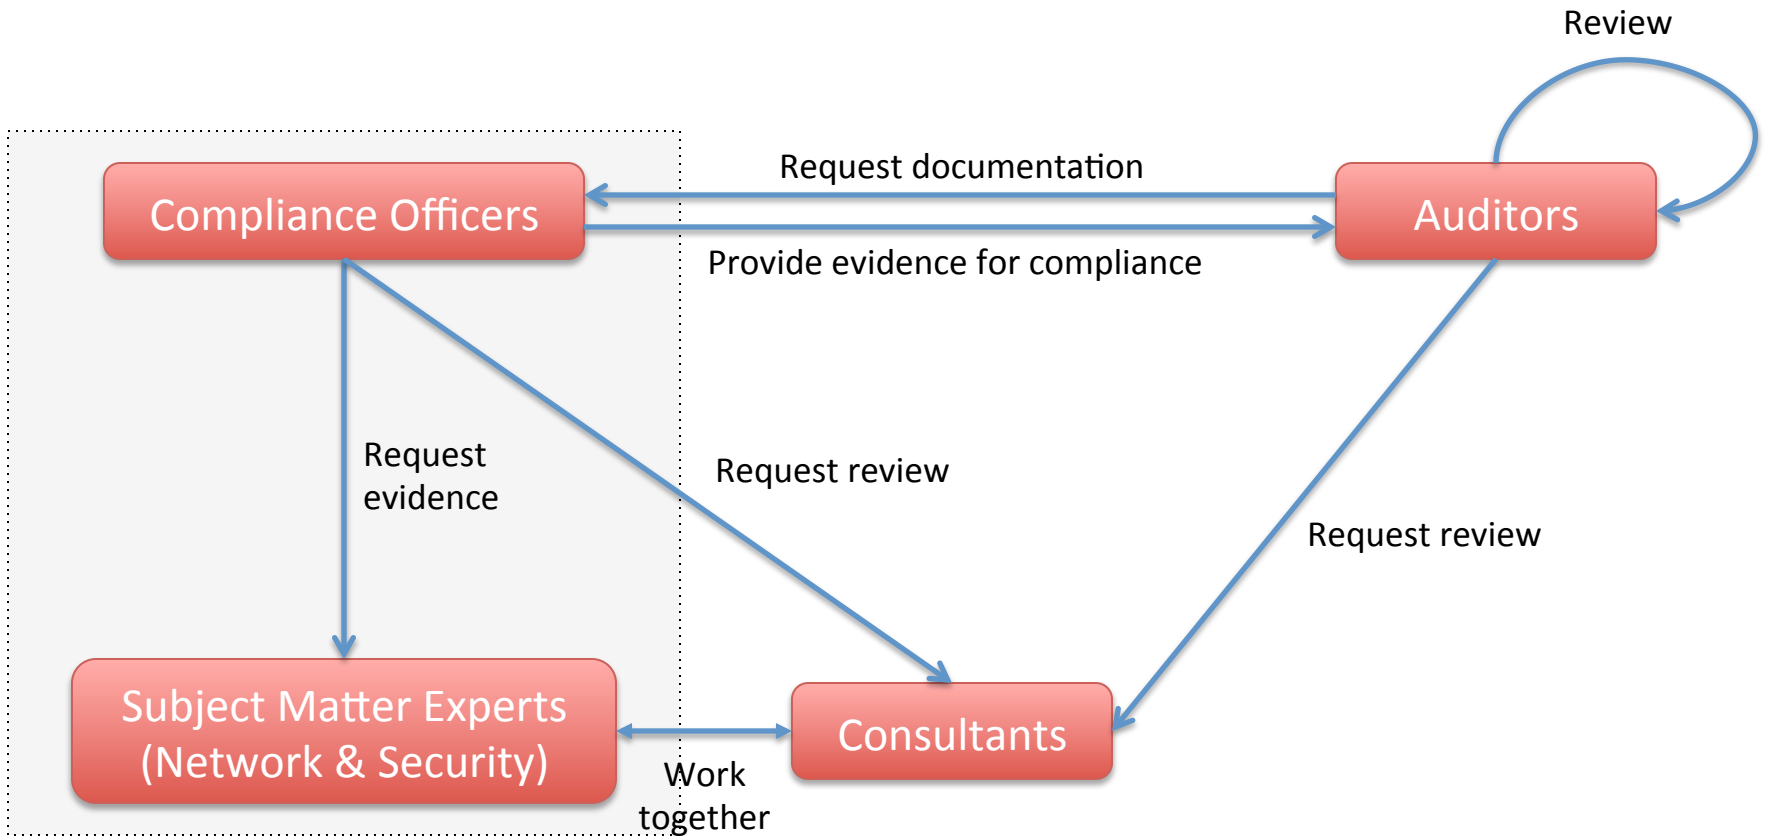 Review
Request documentation
Compliance Officers
Auditors
Provide evidence for compliance
Request
evidence
Request review
Request review
Subject Matter Experts
(Network & Security)
Consultants
Work
together